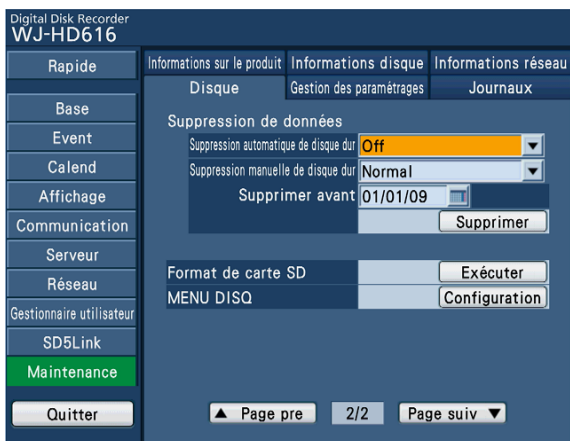 Digital Disk Recorder
WJ-HD616
Rapide
Base
Event
Calend
Affichage
Communication
Serveur
Réseau
Gestionnaire utilisateur
SD5Link
Maintenance
Quitter
Informations sur le produit Informations disque Informations réseau
Disque Gestion des paramétrages Journaux
Suppression de données
Suppression automatique de disque dur Off
Suppression manuelle de disque dur Normal
Supprimer avant 01/01/09
Supprimer
Format de carte SD Exécuter
MENU DISQ Configuration
▲ Page pre 2/2 Page suiv ▼